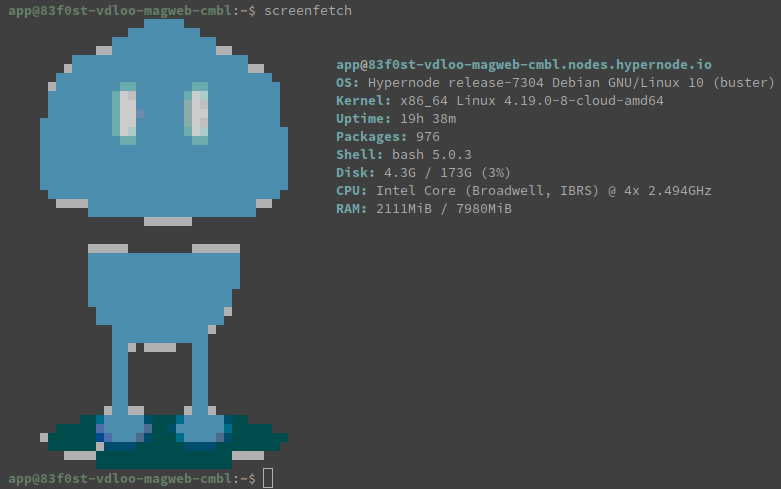 app@83f0st-vdloo-magweb-cmbl:~$ screenfetch
app@83f0st-vdloo-magweb-cmbl.nodes.hypernode.io
OS: Hypernode release-7304 Debian GNU/Linux 10 (buster)
Kernel: x86_64 Linux 4.19.0-8-cloud-amd64
Uptime: 19h 38m
Packages: 976
Shell: bash 5.0.3
Disk: 4.3G / 173G (3%)
CPU: Intel Core (Broadwell, IBRS) @ 4x 2.494GHz
RAM: 2111MiB / 7980MiB
app@83f0st-vdloo-magweb-cmbl:~$